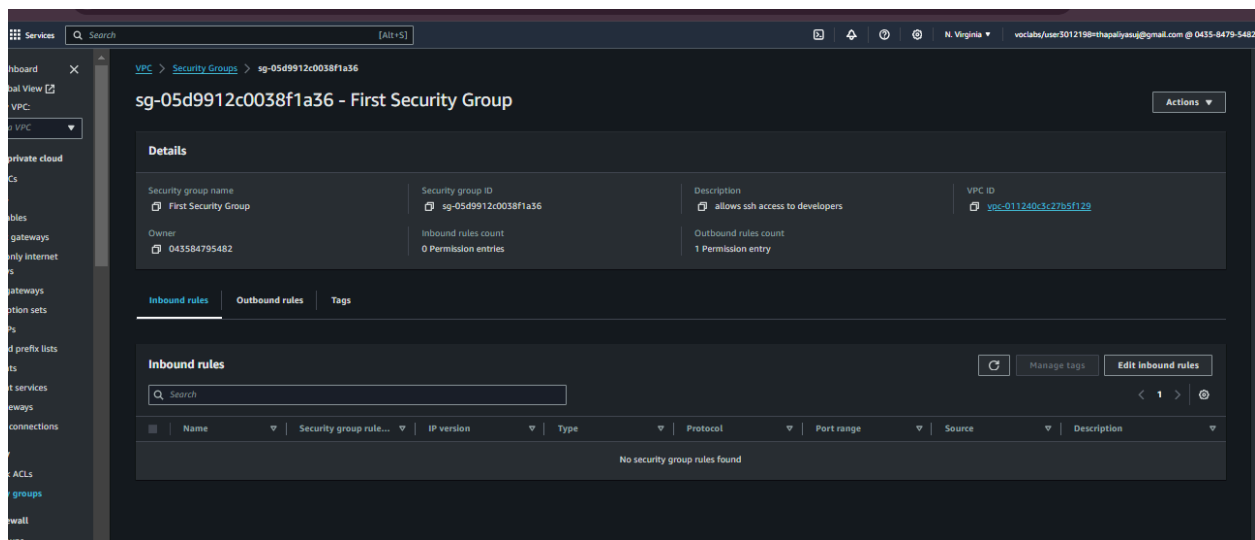 Services Search [Alt+S] N. Virginia voclabs/user3012198=thapaliyasuj@gmail.com @ 0435-8479-5482
hboard
bal View
VPC:
VPC
private cloud
Cs
ables
gateways
only internet
gateways
ption sets
Ps
d prefix lists
ts
t services
eways
connections
ACLs
groups
ewall
VPC > Security Groups > sg-05d9912c0038f1a36
sg-05d9912c0038f1a36 - First Security Group
Actions
Details
Security group name
First Security Group
Security group ID
sg-05d9912c0038f1a36
Description
allows ssh access to developers
VPC ID
vpc-011240c3c27b5f129
Owner
043584795482
Inbound rules count
0 Permission entries
Outbound rules count
1 Permission entry
Inbound rules Outbound rules Tags
Inbound rules
Manage tags Edit inbound rules
Search
1
Name Security group rule... IP version Type Protocol Port range Source Description
No security group rules found